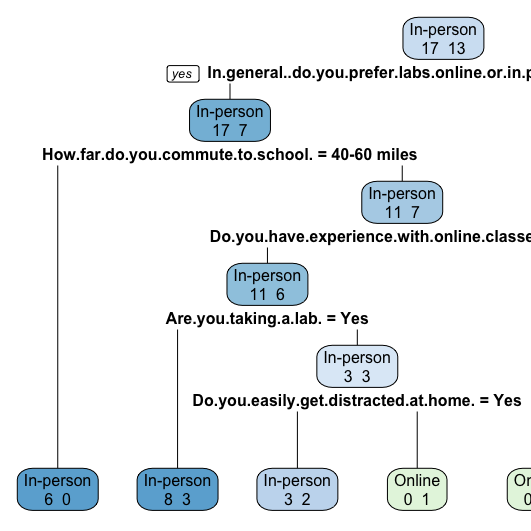 In-person
17 13
yes In.general..do.you.prefer.labs.online.or.in.p
In-person
17 7
How.far.do.you.commute.to.school. = 40-60 miles
In-person
11 7
Do.you.have.experience.with.online.classe
In-person
11 6
Are.you.taking.a.lab. = Yes
In-person
3 3
Do.you.easily.get.distracted.at.home. = Yes
In-person In-person In-person Online On
6 0 8 3 3 2 0 1 0